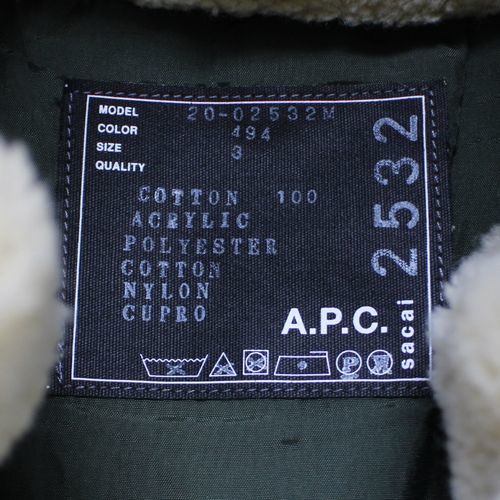 MODEL 20-02532M
COLOR 494
SIZE 3
QUALITY
COTTON 100
ACRYLIC
POLYESTER
COTTON
NYLON
CUPRO
A.P.C.
sacai 2532
P
W